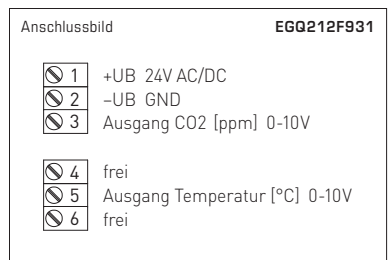 Anschlussbild EGQ212F931
1 +UB 24V AC/DC
2 –UB GND
3 Ausgang CO2 [ppm] 0-10V
4 frei
5 Ausgang Temperatur [°C] 0-10V
6 frei